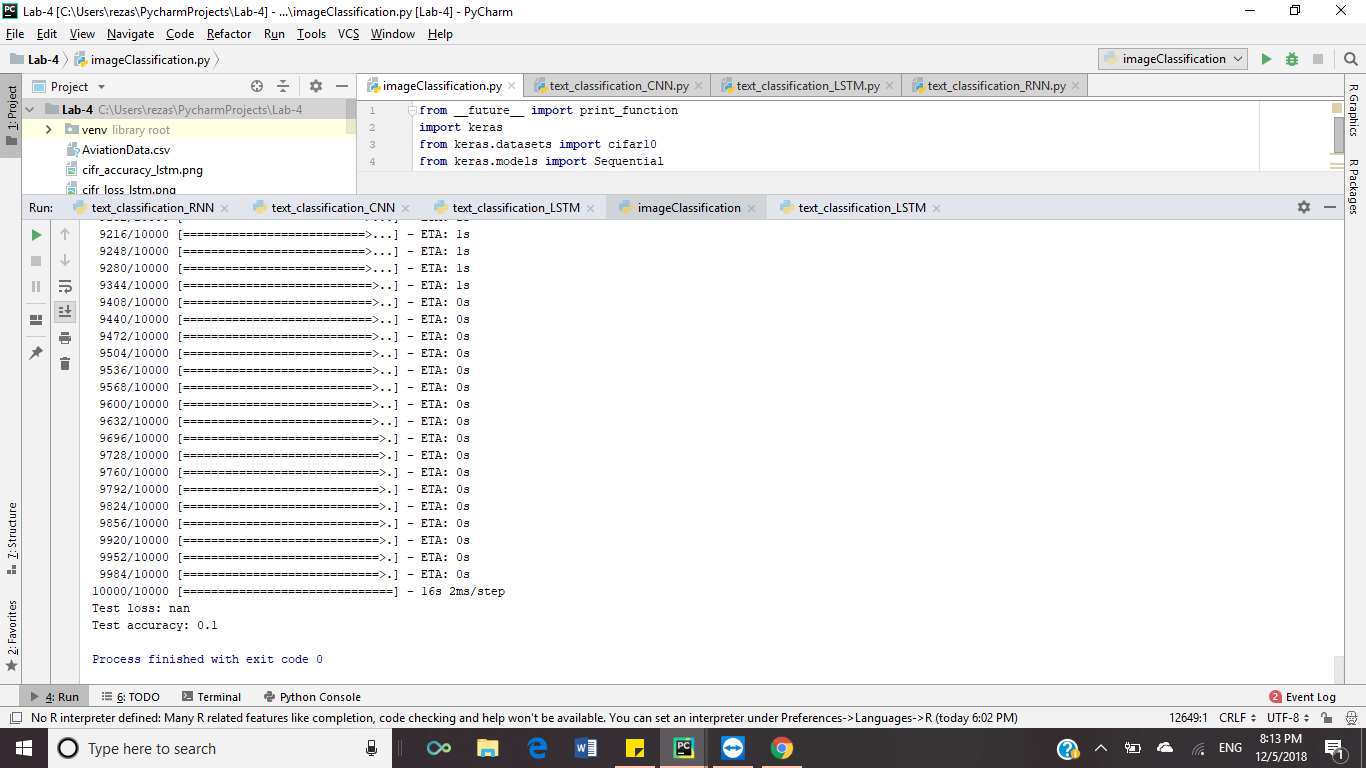 Lab-4 [C:\Users\rezas\PycharmProjects\Lab-4] - ...\imageClassification.py [Lab-4] - PyCharm
File Edit View Navigate Code Refactor Run Tools VCS Window Help
Lab-4 imageClassification.py imageClassification
1: Project
Project
imageClassification.py text_classification_CNN.py text_classification_LSTM.py text_classification_RNN.py
Lab-4 C:\Users\rezas\PycharmProjects\Lab-4
venv library root
AviationData.csv
cifr_accuracy_lstm.png
cifr_loss_lstm.png
1 from __future__ import print_function
2 import keras
3 from keras.datasets import cifar10
4 from keras.models import Sequential
R Graphics
R Packages
Run: text_classification_RNN text_classification_CNN text_classification_LSTM imageClassification text_classification_LSTM
9216/10000 [==========================>...] - ETA: 1s
9248/10000 [==========================>...] - ETA: 1s
9280/10000 [==========================>...] - ETA: 1s
9344/10000 [===========================>..] - ETA: 1s
9408/10000 [===========================>..] - ETA: 0s
9440/10000 [===========================>..] - ETA: 0s
9472/10000 [===========================>..] - ETA: 0s
9504/10000 [===========================>..] - ETA: 0s
9536/10000 [===========================>..] - ETA: 0s
9568/10000 [===========================>..] - ETA: 0s
9600/10000 [===========================>..] - ETA: 0s
9632/10000 [===========================>..] - ETA: 0s
9696/10000 [============================>.] - ETA: 0s
9728/10000 [============================>.] - ETA: 0s
9760/10000 [============================>.] - ETA: 0s
9792/10000 [============================>.] - ETA: 0s
9824/10000 [============================>.] - ETA: 0s
9856/10000 [============================>.] - ETA: 0s
9920/10000 [============================>.] - ETA: 0s
9952/10000 [============================>.] - ETA: 0s
9984/10000 [============================>.] - ETA: 0s
10000/10000 [==============================] - 16s 2ms/step
Test loss: nan
Test accuracy: 0.1
Process finished with exit code 0
7: Structure
2: Favorites
4: Run 6: TODO Terminal Python Console 2 Event Log
No R interpreter defined: Many R related features like completion, code checking and help won't be available. You can set an interpreter under Preferences->Languages->R (today 6:02 PM) 12649:1 CRLF UTF-8
Type here to search
ENG
8:13 PM
12/5/2018
1